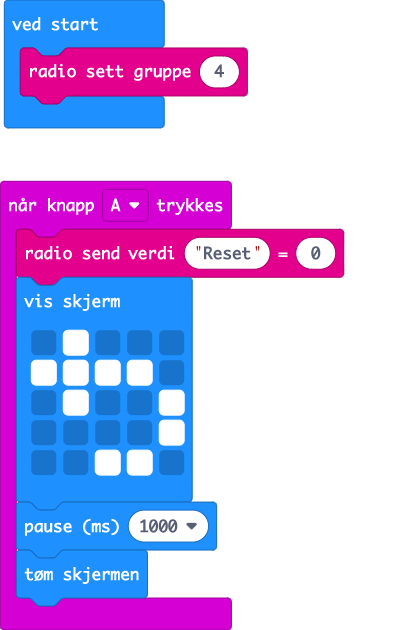 ved start
radio sett gruppe 4
når knapp A trykkes
radio send verdi "Reset" = 0
vis skjerm
pause (ms) 1000
tøm skjermen